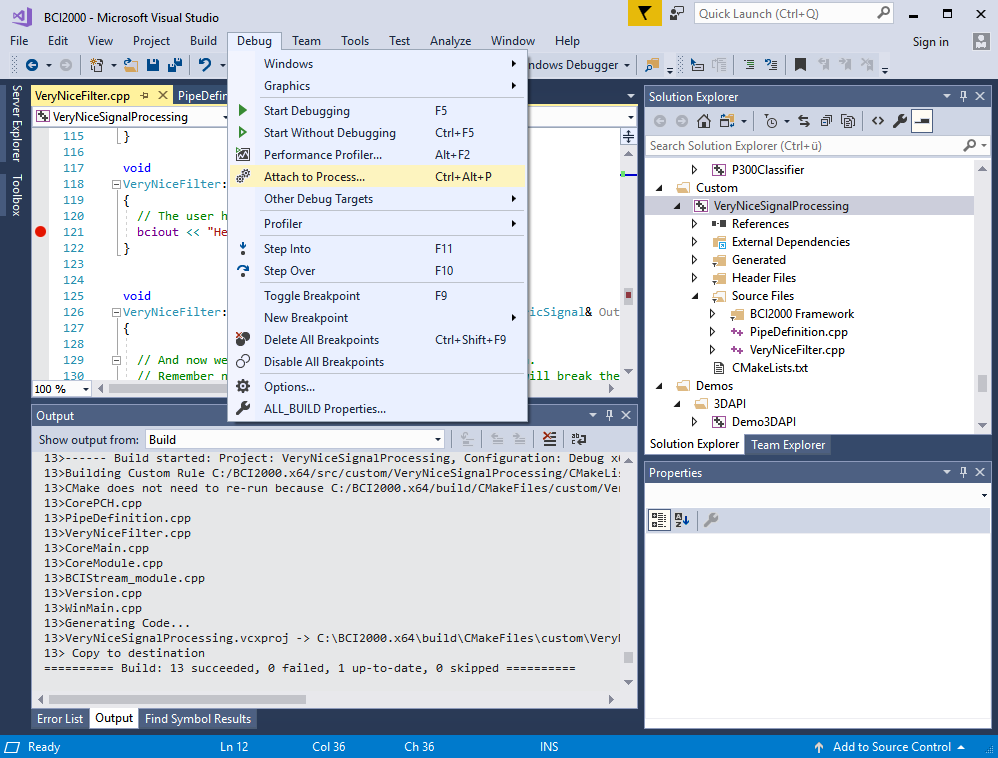 BCI2000 - Microsoft Visual Studio
Quick Launch (Ctrl+Q)
File Edit View Project Build Debug Team Tools Test Analyze Window Help
Sign in
ndows Debugger
Server Explorer
Toolbox
VeryNiceFilter.cpp
PipeDefin
VeryNiceSignalProcessing
115 }
116
117 void
118 VeryNiceFilter:
119 {
120 // The user h
121 bciout << "He
122 }
123
124
125 void
126 VeryNiceFilter: icSignal& Out
127 {
128
129 // And now we .
130 // Remember n ill break the
100 %
Windows
Graphics
Start Debugging F5
Start Without Debugging Ctrl+F5
Performance Profiler... Alt+F2
Attach to Process... Ctrl+Alt+P
Other Debug Targets
Profiler
Step Into F11
Step Over F10
Toggle Breakpoint F9
New Breakpoint
Delete All Breakpoints Ctrl+Shift+F9
Disable All Breakpoints
Options...
ALL_BUILD Properties...
Output
Show output from: Build
13>------ Build started: Project: VeryNiceSignalProcessing, Configuration: Debug x6
13>Building Custom Rule C:/BCI2000.x64/src/custom/VeryNiceSignalProcessing/CMakeLis
13>CMake does not need to re-run because C:/BCI2000.x64/build/CMakeFiles/custom/Ver
13>CorePCH.cpp
13>PipeDefinition.cpp
13>VeryNiceFilter.cpp
13>CoreMain.cpp
13>CoreModule.cpp
13>BCIStream_module.cpp
13>Version.cpp
13>WinMain.cpp
13>Generating Code...
13>VeryNiceSignalProcessing.vcxproj -> C:\BCI2000.x64\build\CMakeFiles\custom\VeryN
13> Copy to destination
========== Build: 13 succeeded, 0 failed, 1 up-to-date, 0 skipped ==========
Error List Output Find Symbol Results
Solution Explorer
Search Solution Explorer (Ctrl+ü)
P300Classifier
Custom
VeryNiceSignalProcessing
References
External Dependencies
Generated
Header Files
Source Files
BCI2000 Framework
PipeDefinition.cpp
VeryNiceFilter.cpp
CMakeLists.txt
Demos
3DAPI
Demo3DAPI
Solution Explorer Team Explorer
Properties
Ready Ln 12 Col 36 Ch 36 INS Add to Source Control